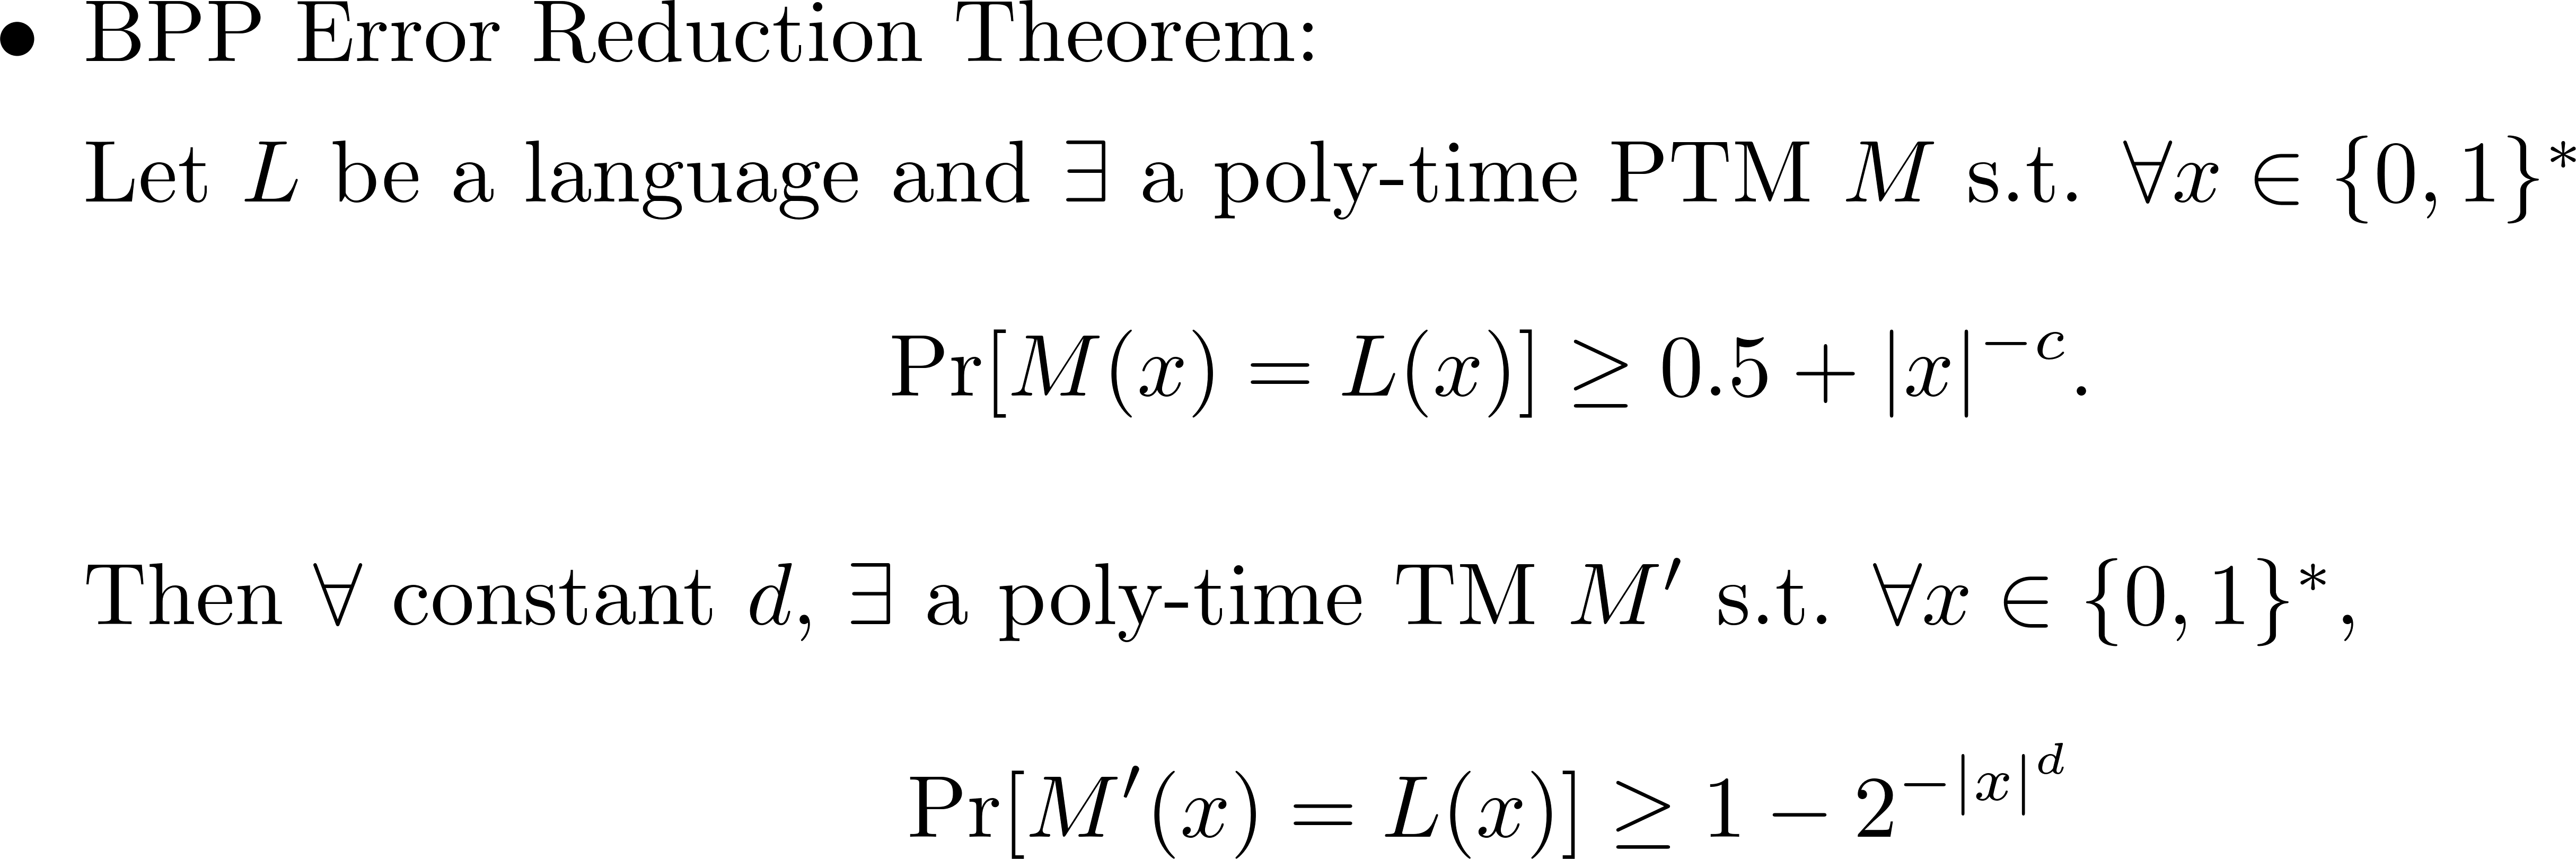 • BPP Error Reduction Theorem:
Let L be a language and ∃ a poly-time PTM M s.t. ∀x ∈ {0, 1}*
Pr[M(x) = L(x)] ≥ 0.5 + |x|^{−c}.
Then ∀ constant d, ∃ a poly-time TM M′ s.t. ∀x ∈ {0, 1}*,
Pr[M′(x) = L(x)] ≥ 1 − 2^{−|x|^d}